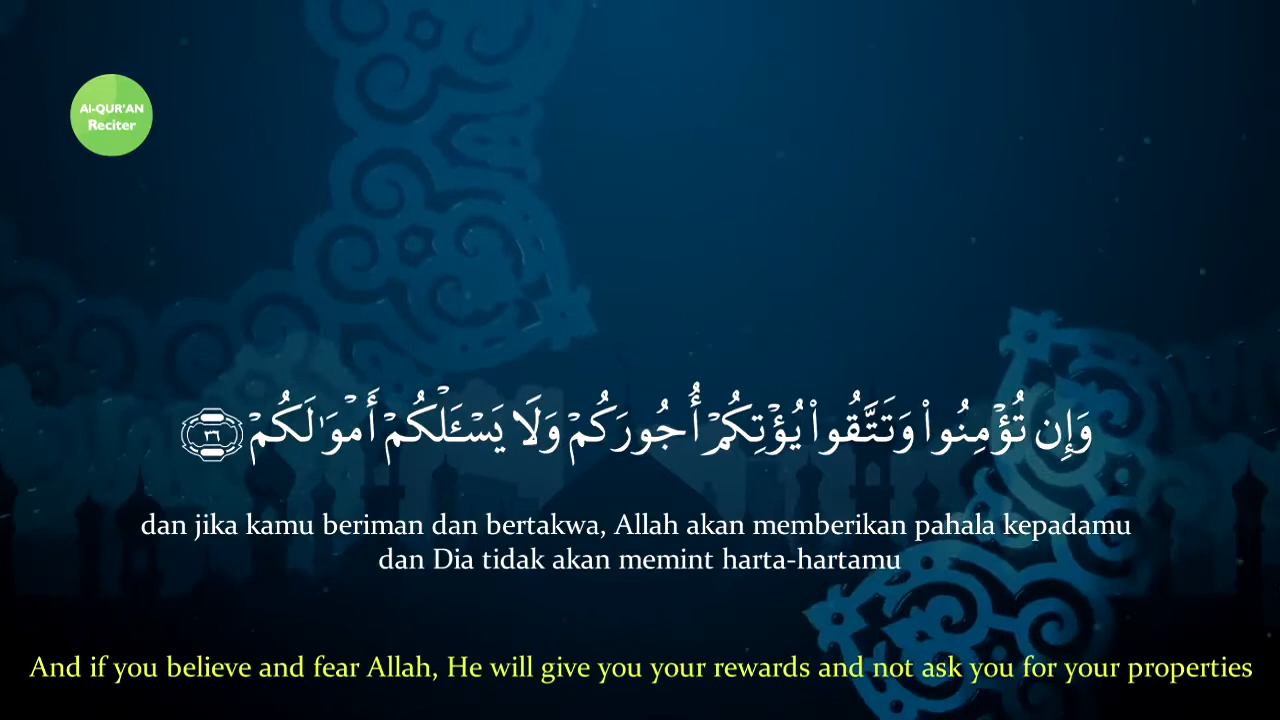 Al-QUR'AN
Reciter
وَإِن تُؤْمِنُوا۟ وَتَتَّقُوا۟ يُؤْتِكُمْ أُجُورَكُمْ وَلَا يَسْـَٔلْكُمْ أَمْوَٰلَكُمْ ٣٦
dan jika kamu beriman dan bertakwa, Allah akan memberikan pahala kepadamu
dan Dia tidak akan memint harta-hartamu
And if you believe and fear Allah, He will give you your rewards and not ask you for your properties